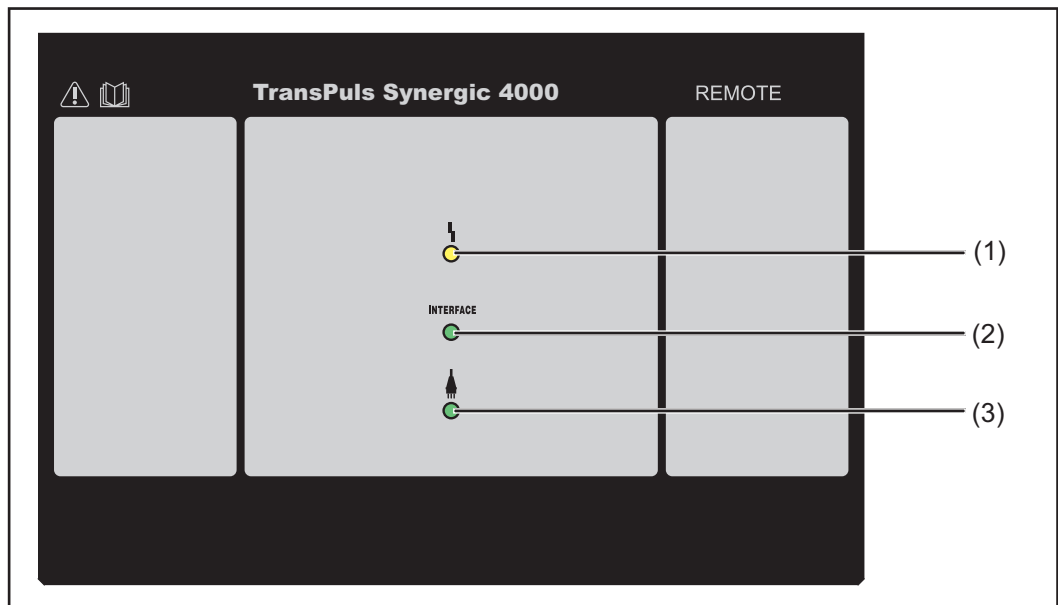 TransPuls Synergic 4000
REMOTE
(1)
INTERFACE
(2)
(3)